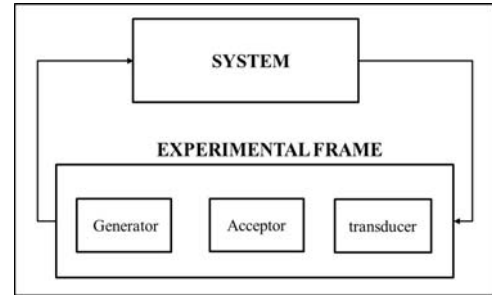 SYSTEM
EXPERIMENTAL FRAME
Generator
Acceptor
transducer